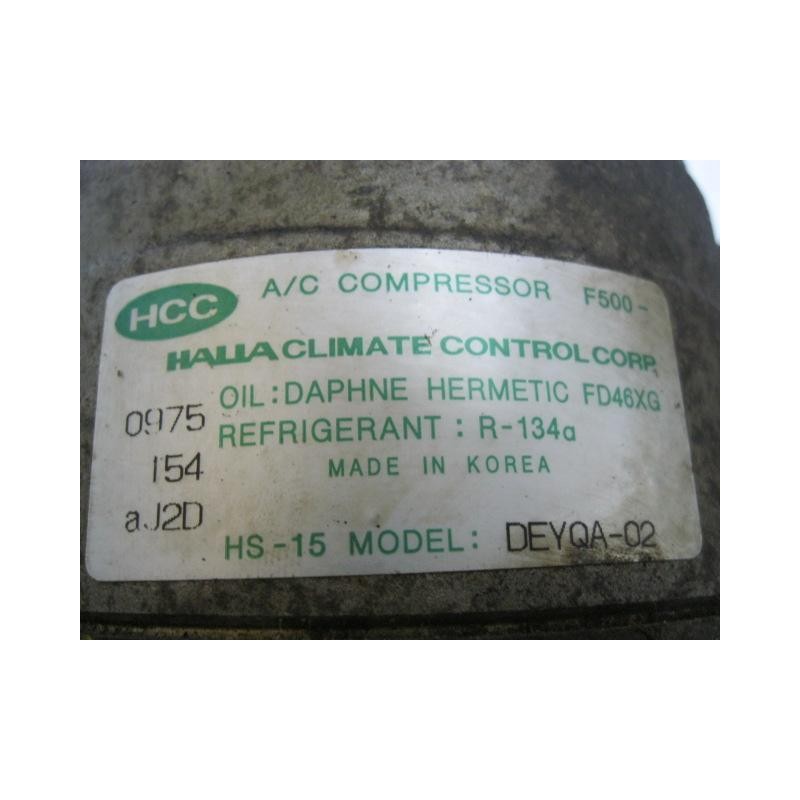 HCC A/C COMPRESSOR F500-
HALLA CLIMATE CONTROL CORP.
OIL: DAPHNE HERMETIC FD46XG
0975
REFRIGERANT : R-134a
154
MADE IN KOREA
aJ2D
HS-15 MODEL: DEYQA-02